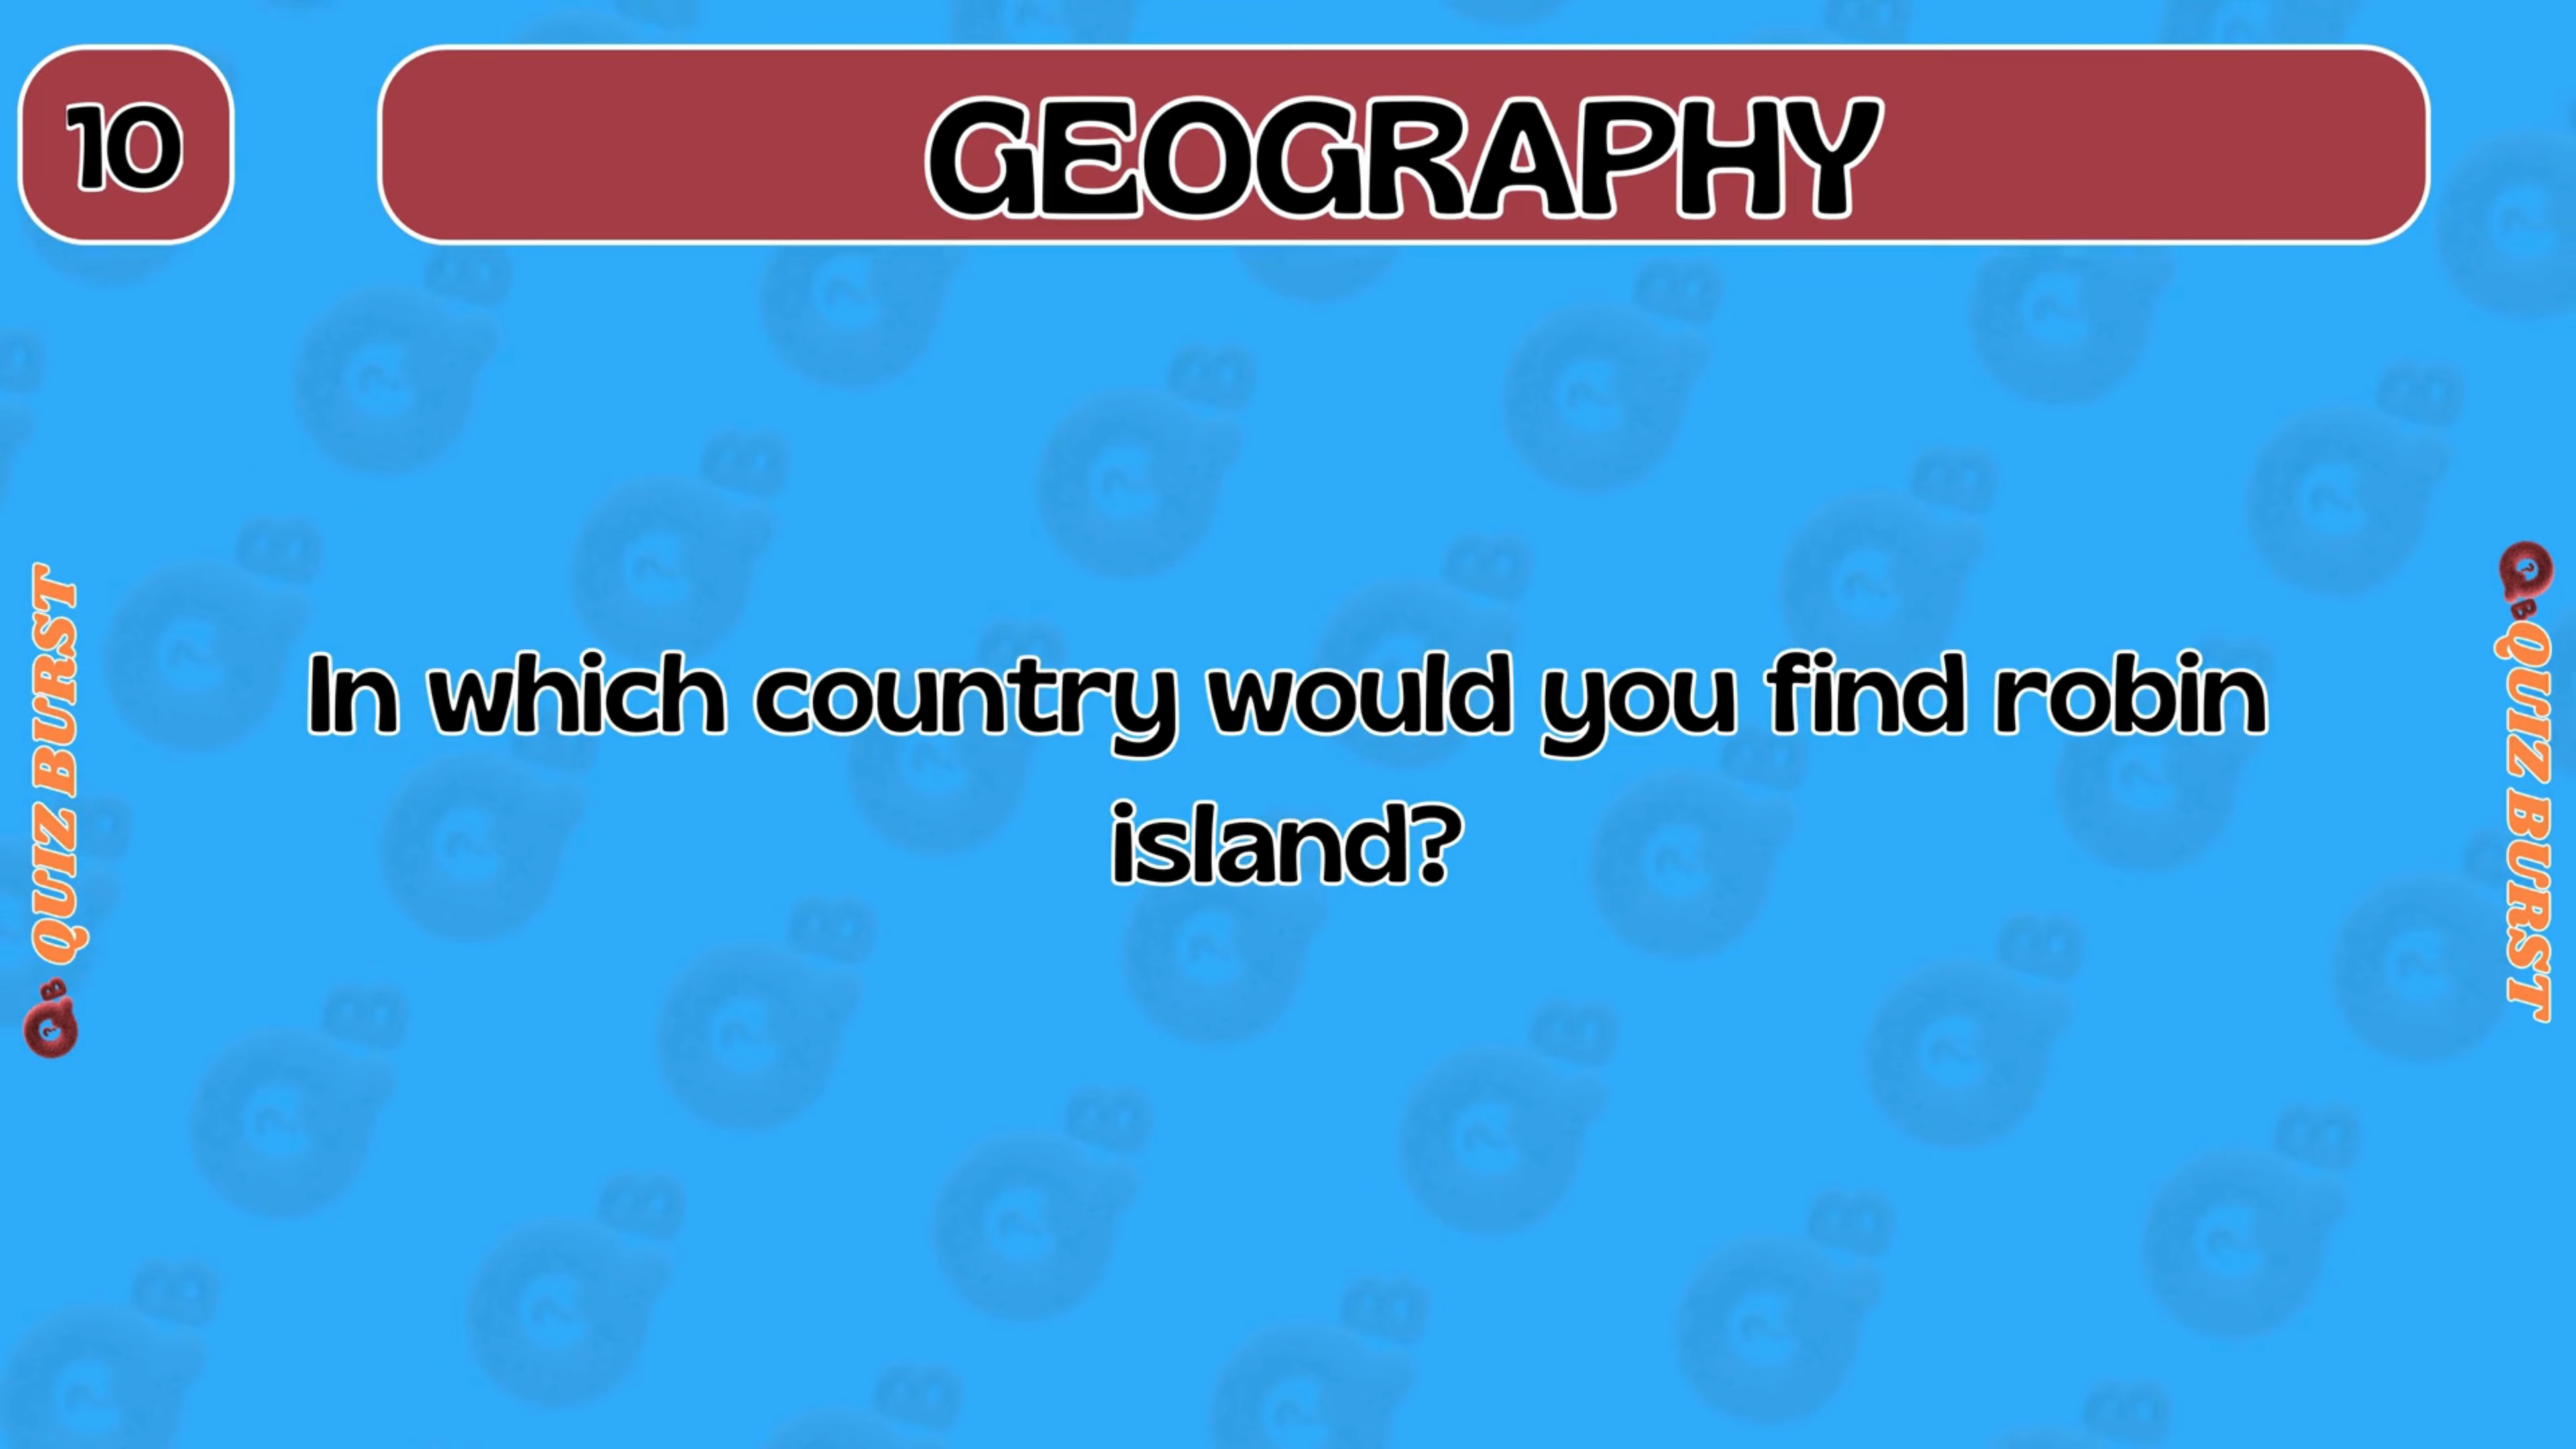 10
GEOGRAPHY
In which country would you find robin
island?
QUIZ BURST
QUIZ BURST